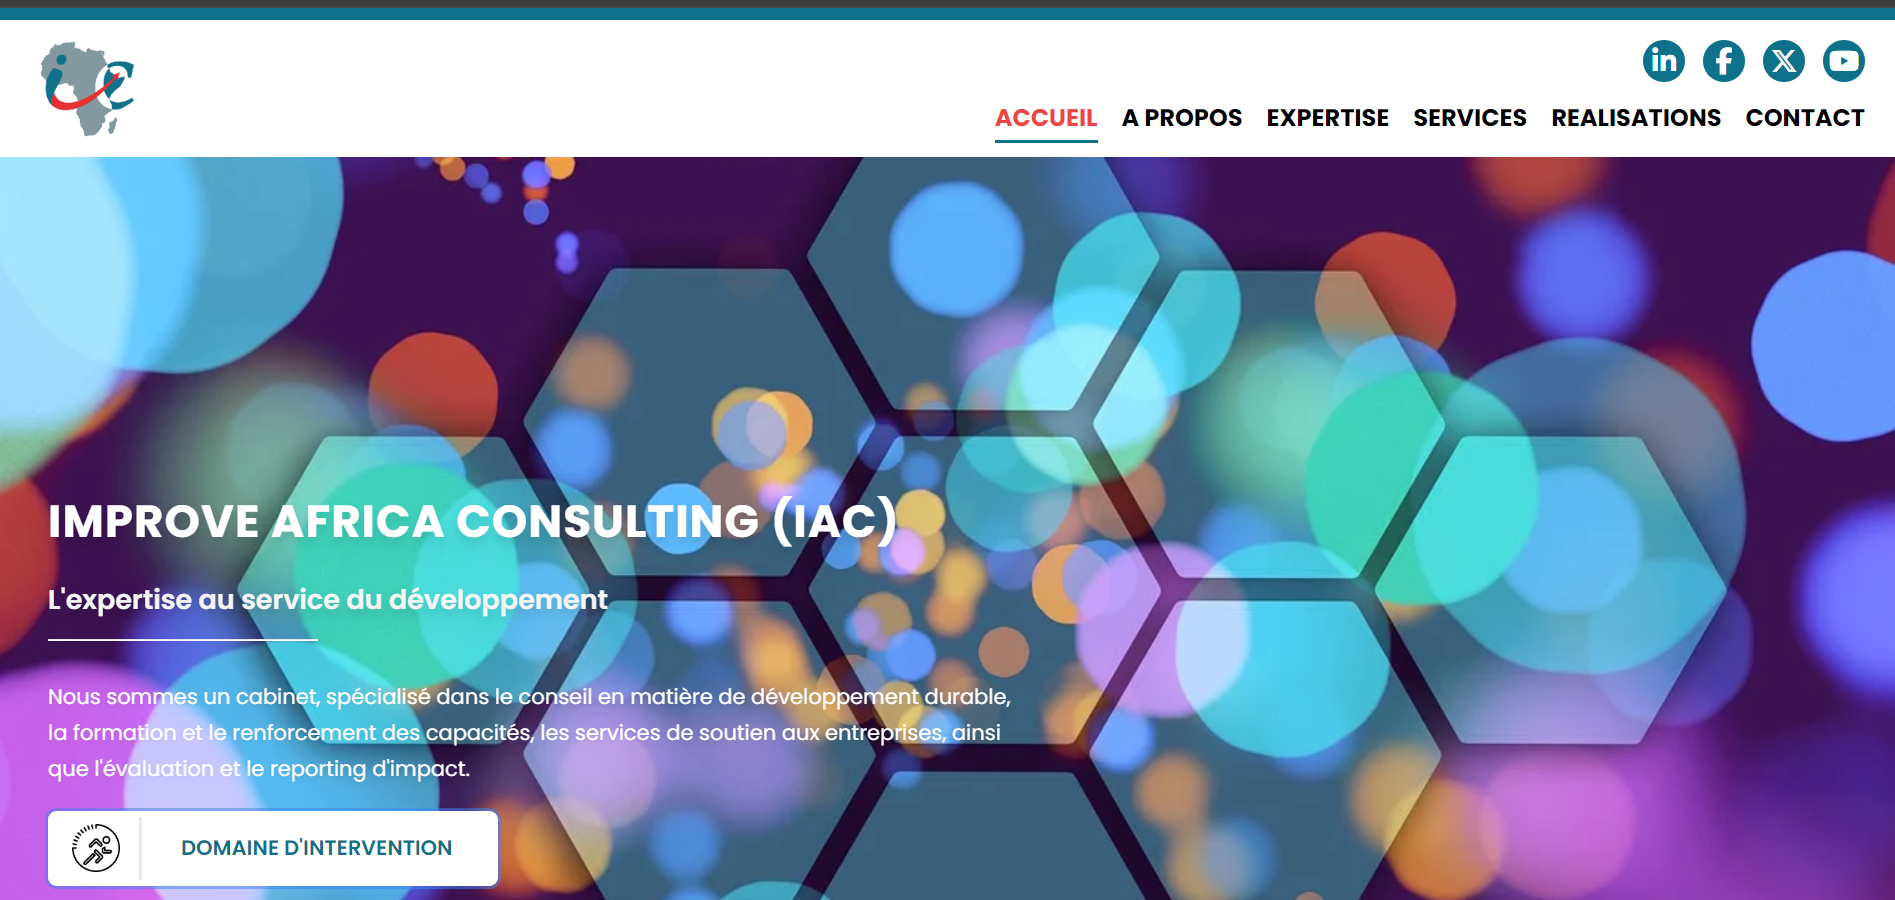 iac
ACCUEIL A PROPOS EXPERTISE SERVICES REALISATIONS CONTACT
IMPROVE AFRICA CONSULTING (IAC)
L'expertise au service du développement
Nous sommes un cabinet, spécialisé dans le conseil en matière de développement durable,
la formation et le renforcement des capacités, les services de soutien aux entreprises, ainsi
que l'évaluation et le reporting d'impact.
DOMAINE D'INTERVENTION